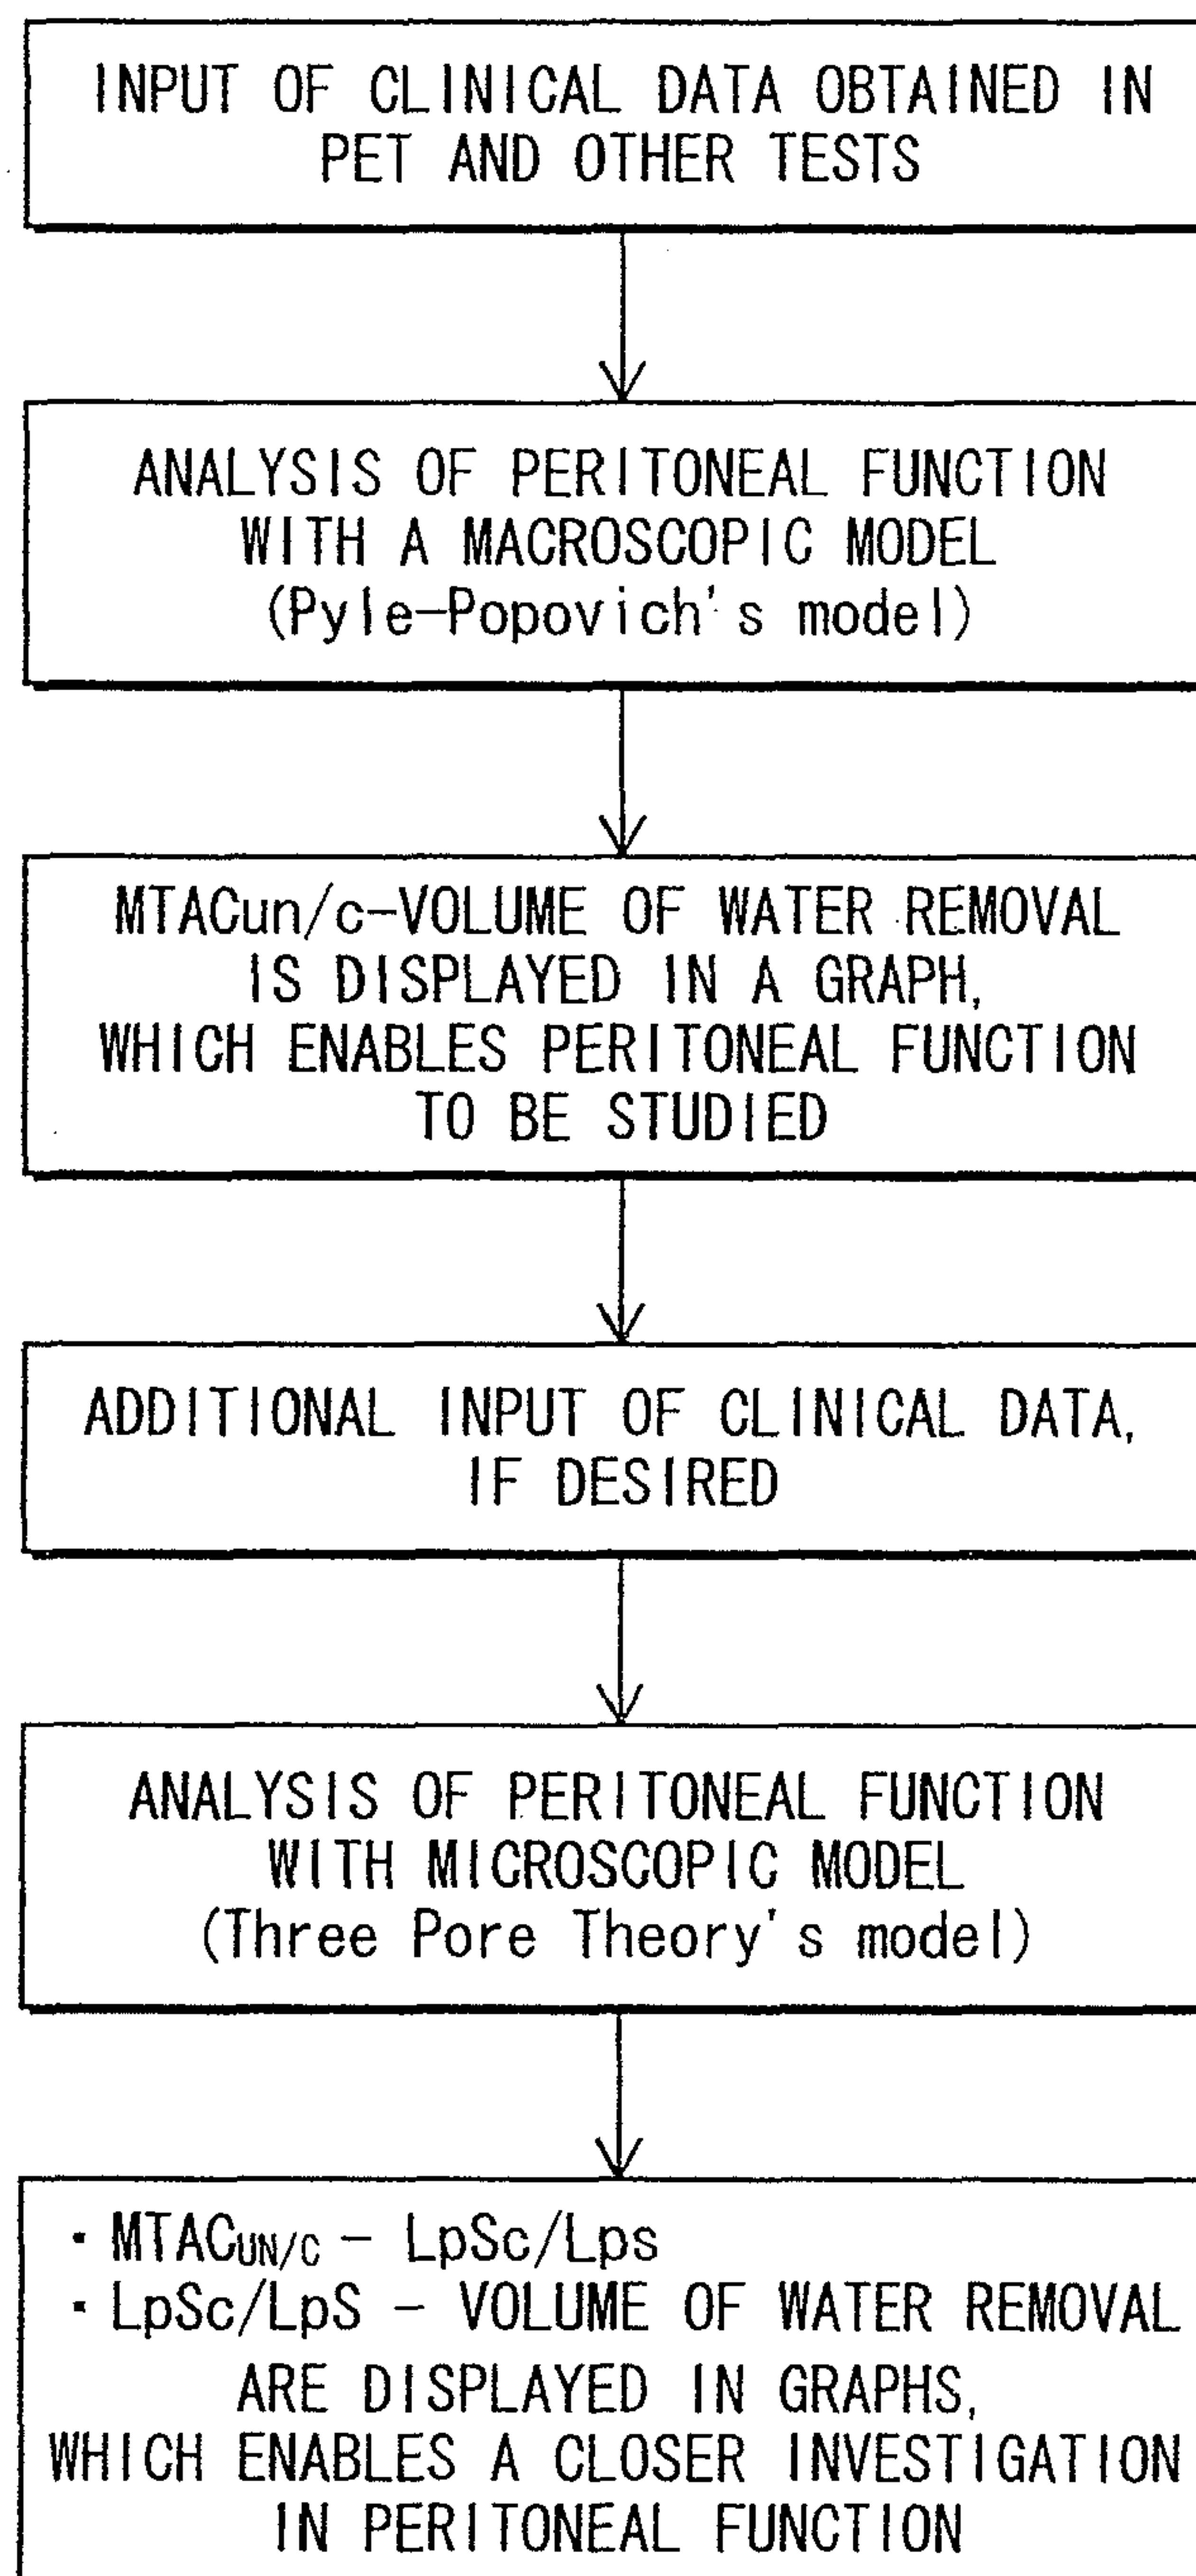 INPUT OF CLINICAL DATA OBTAINED IN
PET AND OTHER TESTS
ANALYSIS OF PERITONEAL FUNCTION
WITH A MACROSCOPIC MODEL
(Pyle-Popovich's model)
MTACun/c-VOLUME OF WATER REMOVAL
IS DISPLAYED IN A GRAPH,
WHICH ENABLES PERITONEAL FUNCTION
TO BE STUDIED
ADDITIONAL INPUT OF CLINICAL DATA,
IF DESIRED
ANALYSIS OF PERITONEAL FUNCTION
WITH MICROSCOPIC MODEL
(Three Pore Theory's model)
・MTACUN/C - LpSc/Lps
・LpSc/LpS - VOLUME OF WATER REMOVAL
ARE DISPLAYED IN GRAPHS,
WHICH ENABLES A CLOSER INVESTIGATION
IN PERITONEAL FUNCTION